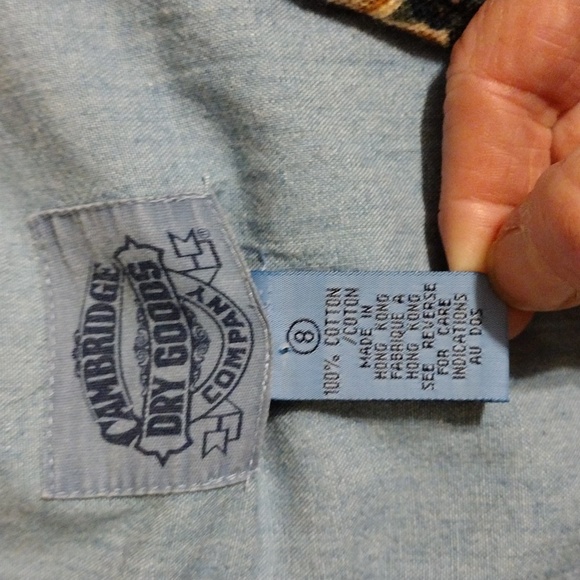 CAMBRIDGE
DRY GOODS
COMPANY
®
8
100% COTTON
/COTON
MADE IN
HONG KONG
FABRIQUE A
HONG KONG
SEE REVERSE
FOR CARE
INDICATIONS
AU DOS